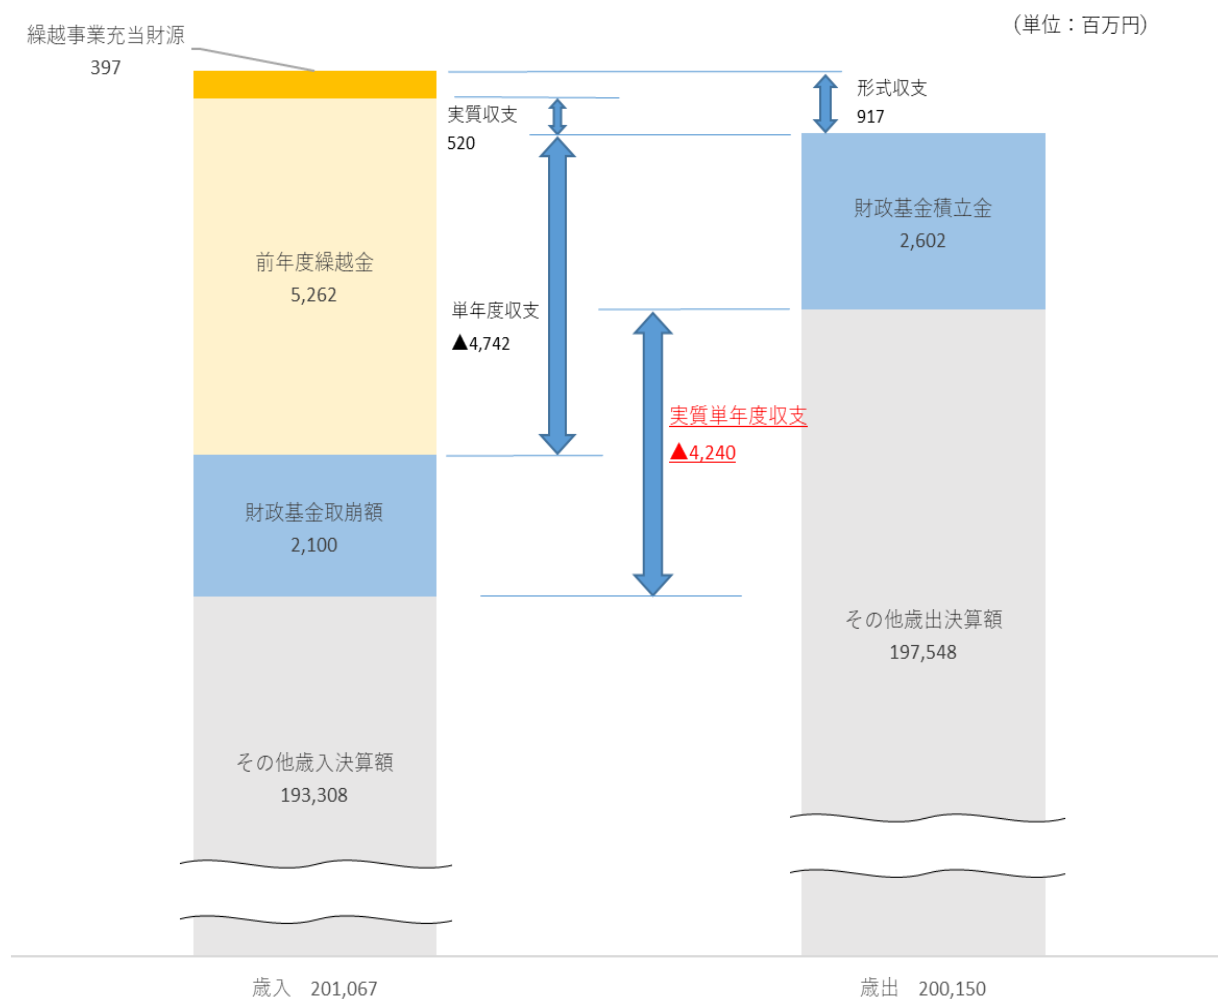 （単位：百万円）
繰越事業充当財源
397
形式収支
917
実質収支
520
財政基金積立金
2,602
前年度繰越金
5,262
単年度収支
▲4,742
実質単年度収支
▲4,240
財政基金取崩額
2,100
その他歳出決算額
197,548
その他歳入決算額
193,308
歳入　201,067
歳出　200,150